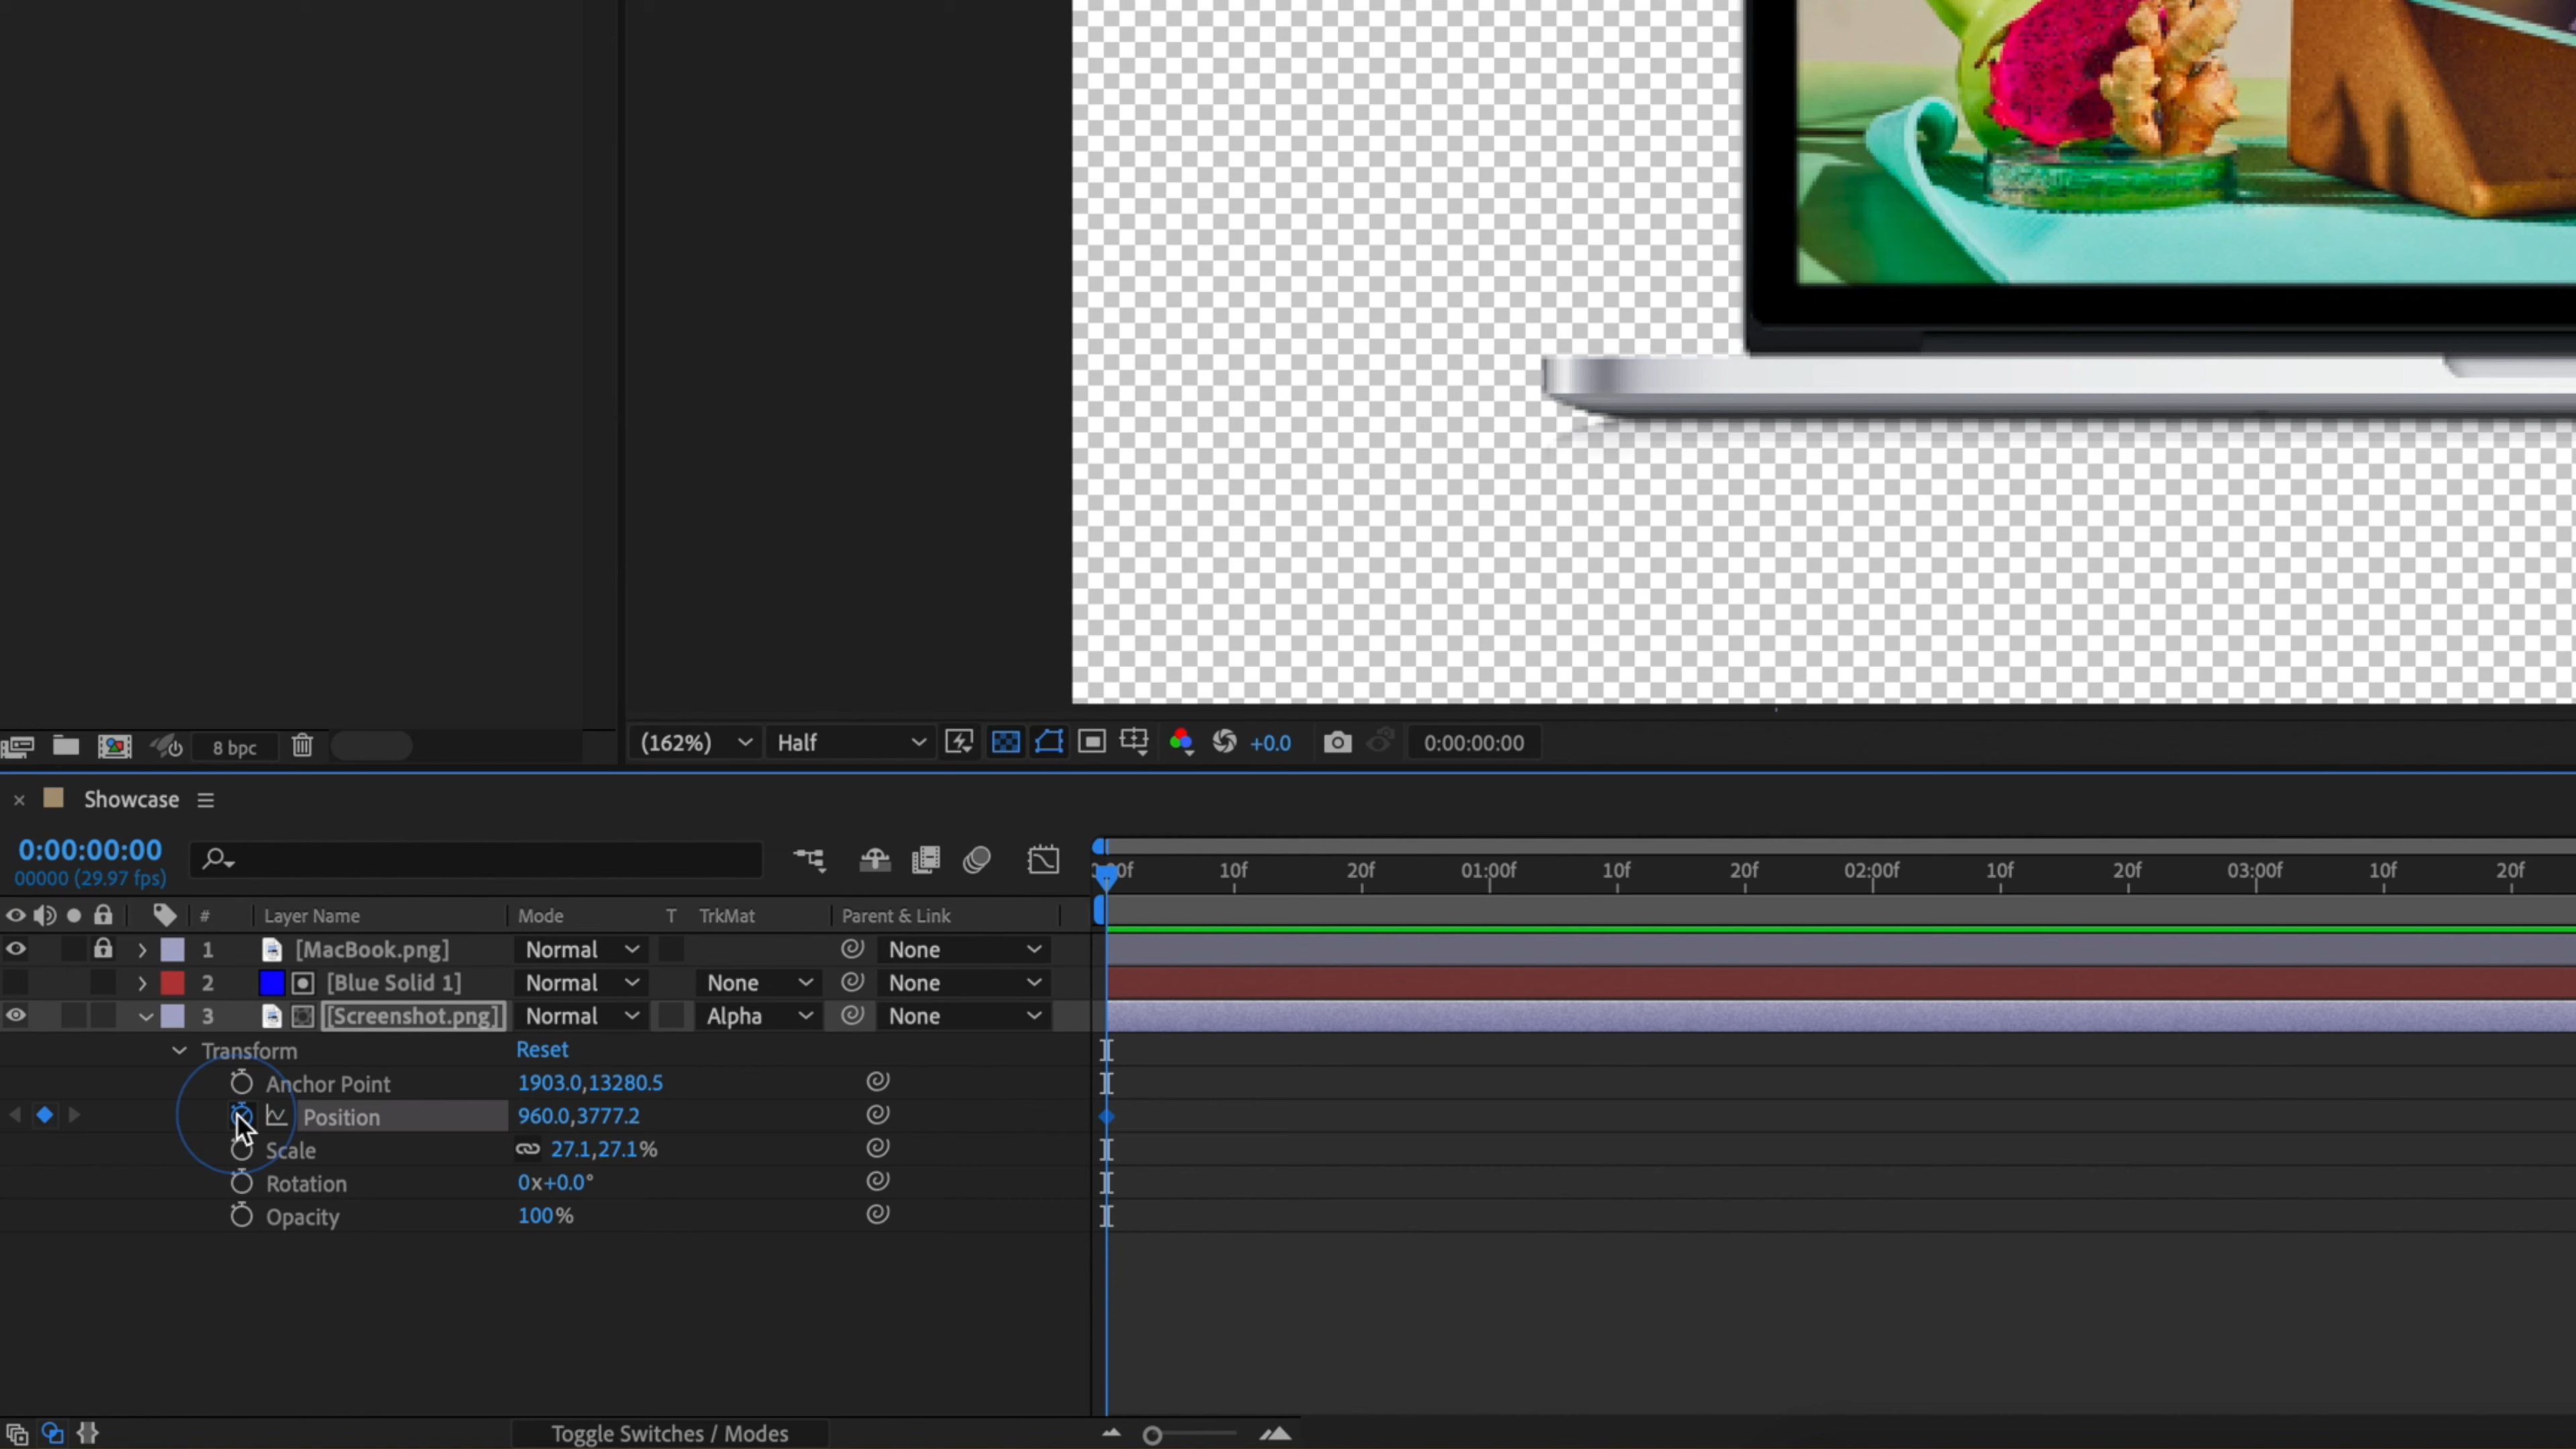 8 bpc
(162%) Half +0.0 0:00:00:00
Showcase
0:00:00:00
00000 (29.97 fps)
10f 20f 01:00f 10f 20f 02:00f 10f 20f 03:00f 10f 20f
# Layer Name Mode T TrkMat Parent & Link
1 [MacBook.png] Normal None
2 [Blue Solid 1] Normal None None
3 [Screenshot.png] Normal Alpha None
Transform Reset
Anchor Point 1903.0,13280.5
Position 960.0,3777.2
Scale 27.1,27.1%
Rotation 0x+0.0°
Opacity 100%
Toggle Switches / Modes